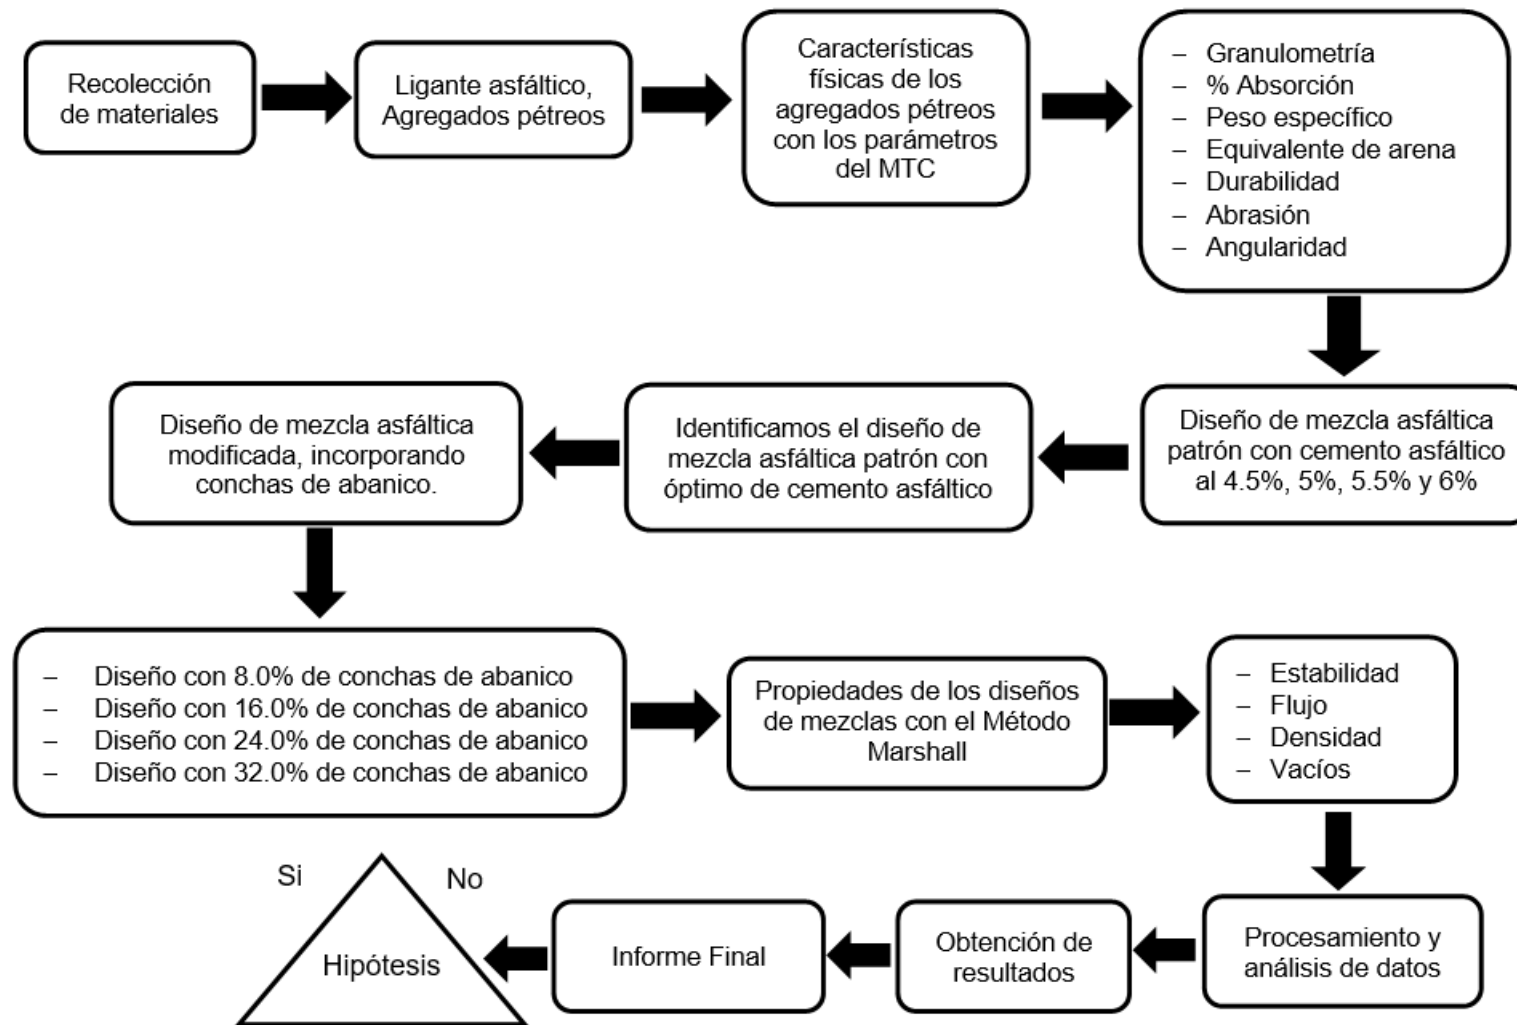 Recolección
de materiales
Ligante asfáltico,
Agregados pétreos
Características
físicas de los
agregados pétreos
con los parámetros
del MTC
– Granulometría
– % Absorción
– Peso específico
– Equivalente de arena
– Durabilidad
– Abrasión
– Angularidad
Diseño de mezcla asfáltica
patrón con cemento asfáltico
al 4.5%, 5%, 5.5% y 6%
Identificamos el diseño de
mezcla asfáltica patrón con
óptimo de cemento asfáltico
Diseño de mezcla asfáltica
modificada, incorporando
conchas de abanico.
– Diseño con 8.0% de conchas de abanico
– Diseño con 16.0% de conchas de abanico
– Diseño con 24.0% de conchas de abanico
– Diseño con 32.0% de conchas de abanico
Propiedades de los diseños
de mezclas con el Método
Marshall
– Estabilidad
– Flujo
– Densidad
– Vacíos
Procesamiento y
análisis de datos
Obtención de
resultados
Informe Final
Si
No
Hipótesis